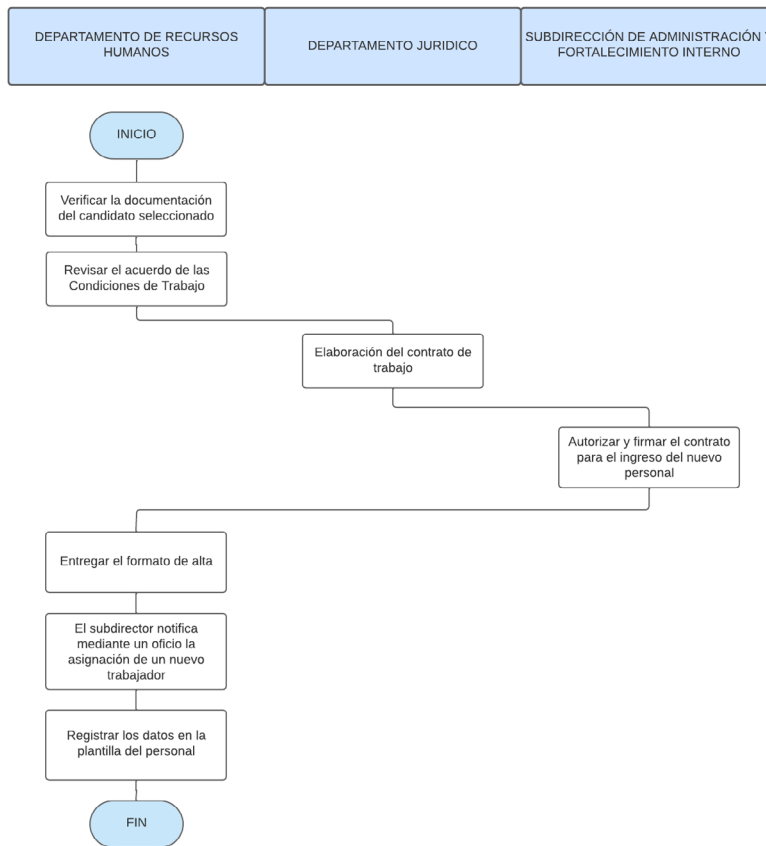 DEPARTAMENTO DE RECURSOS
HUMANOS
DEPARTAMENTO JURIDICO
SUBDIRECCIÓN DE ADMINISTRACIÓN
FORTALECIMIENTO INTERNO
INICIO
Verificar la documentación
del candidato seleccionado
Revisar el acuerdo de las
Condiciones de Trabajo
Elaboración del contrato de
trabajo
Autorizar y firmar el contrato
para el ingreso del nuevo
personal
Entregar el formato de alta
El subdirector notifica
mediante un oficio la
asignación de un nuevo
trabajador
Registrar los datos en la
plantilla del personal
FIN